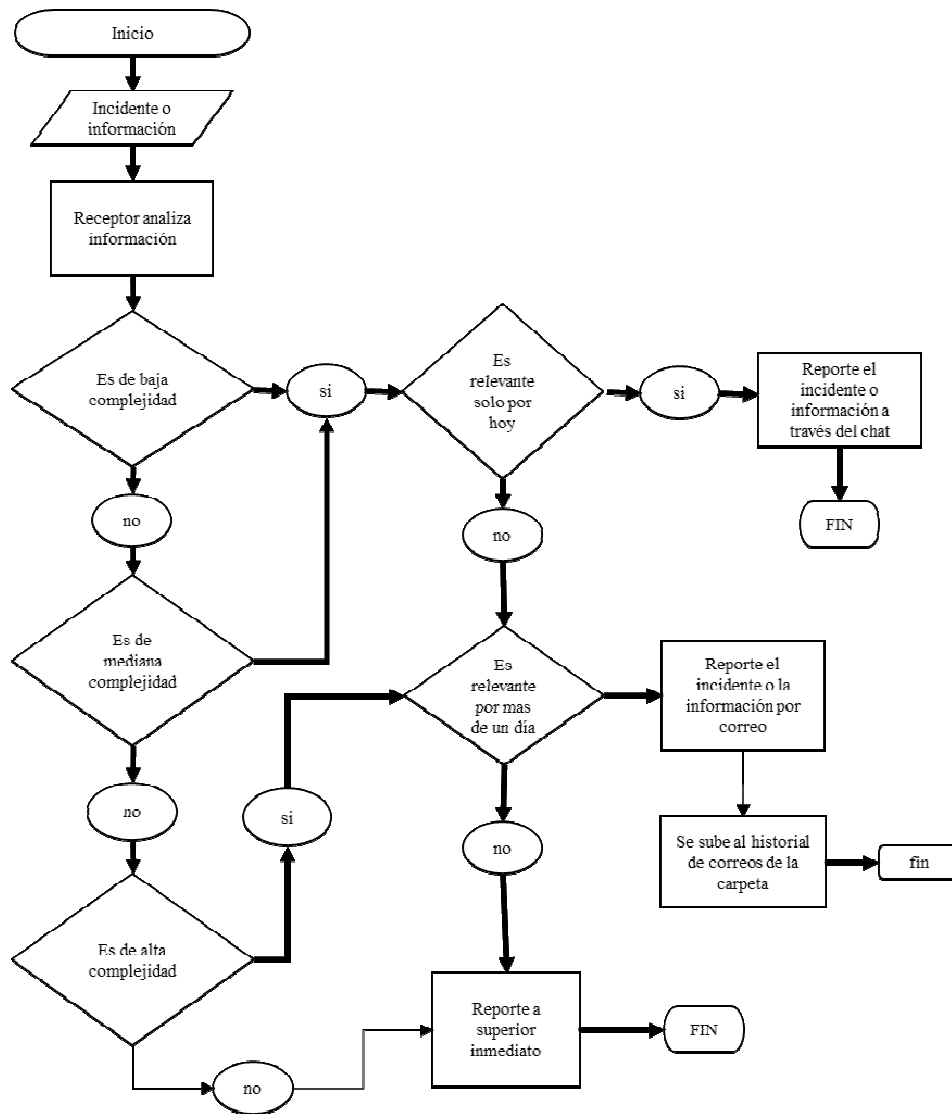 Inicio
Incidente o
información
Receptor analiza
información
Es de baja
complejidad
si
Es
relevante
solo por
hoy
si
Reporte el
incidente o
información a
través del chat
FIN
no
no
Es de
mediana
complejidad
Es
relevante
por mas
de un día
Reporte el
incidente o la
información por
correo
no
si
no
Se sube al historial
de correos de la
carpeta
fin
Es de alta
complejidad
Reporte a
superior
inmediato
FIN
no